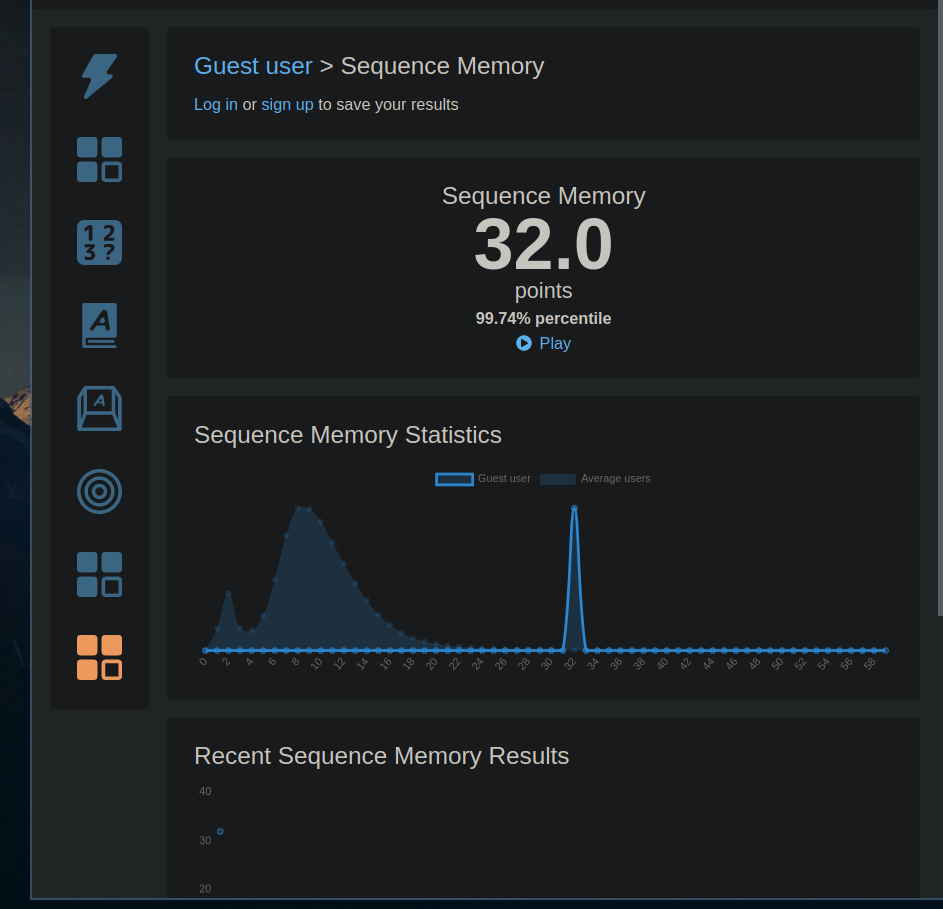 Guest user > Sequence Memory
Log in or sign up to save your results
1 2
3 ?
A
A
Sequence Memory
32.0
points
99.74% percentile
Play
Sequence Memory Statistics
Guest user Average users
0 2 4 6 8 10 12 14 16 18 20 22 24 26 28 30 32 34 36 38 40 42 44 46 48 50 52 54 56 58
Recent Sequence Memory Results
40
30
20